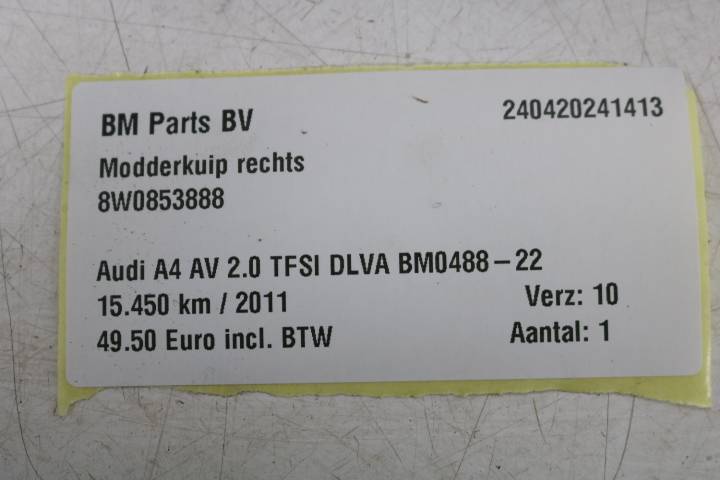 BM Parts BV 240420241413
Modderkuip rechts
8W0853888
Audi A4 AV 2.0 TFSI DLVA BM0488-22
15.450 km / 2011 Verz: 10
49.50 Euro incl. BTW Aantal: 1